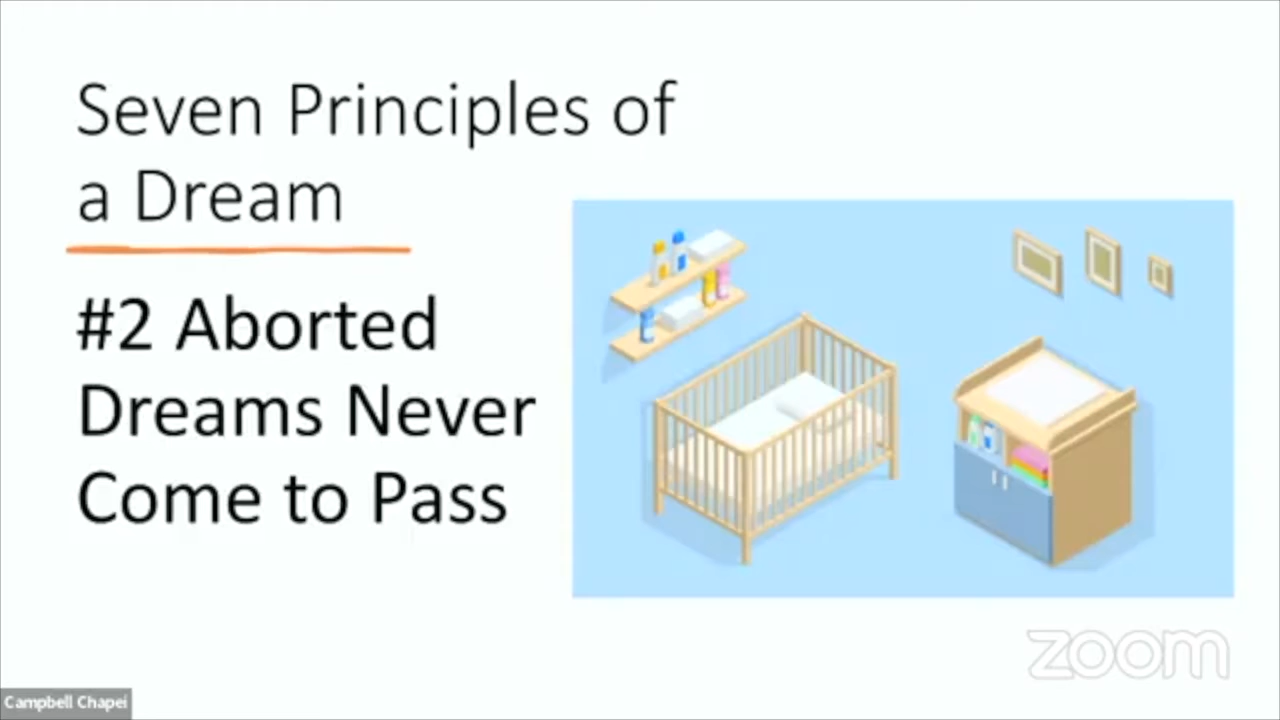 Seven Principles of
a Dream
#2 Aborted
Dreams Never
Come to Pass
zoom
Campbell Chapel